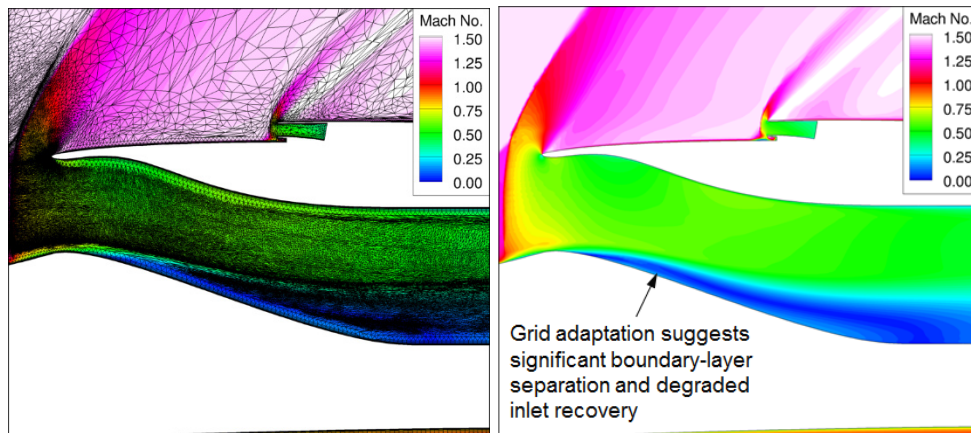 Mach No.
1.50
1.25
1.00
0.75
0.50
0.25
0.00
Mach No.
1.50
1.25
1.00
0.75
0.50
0.25
0.00
Grid adaptation suggests
significant boundary-layer
separation and degraded
inlet recovery